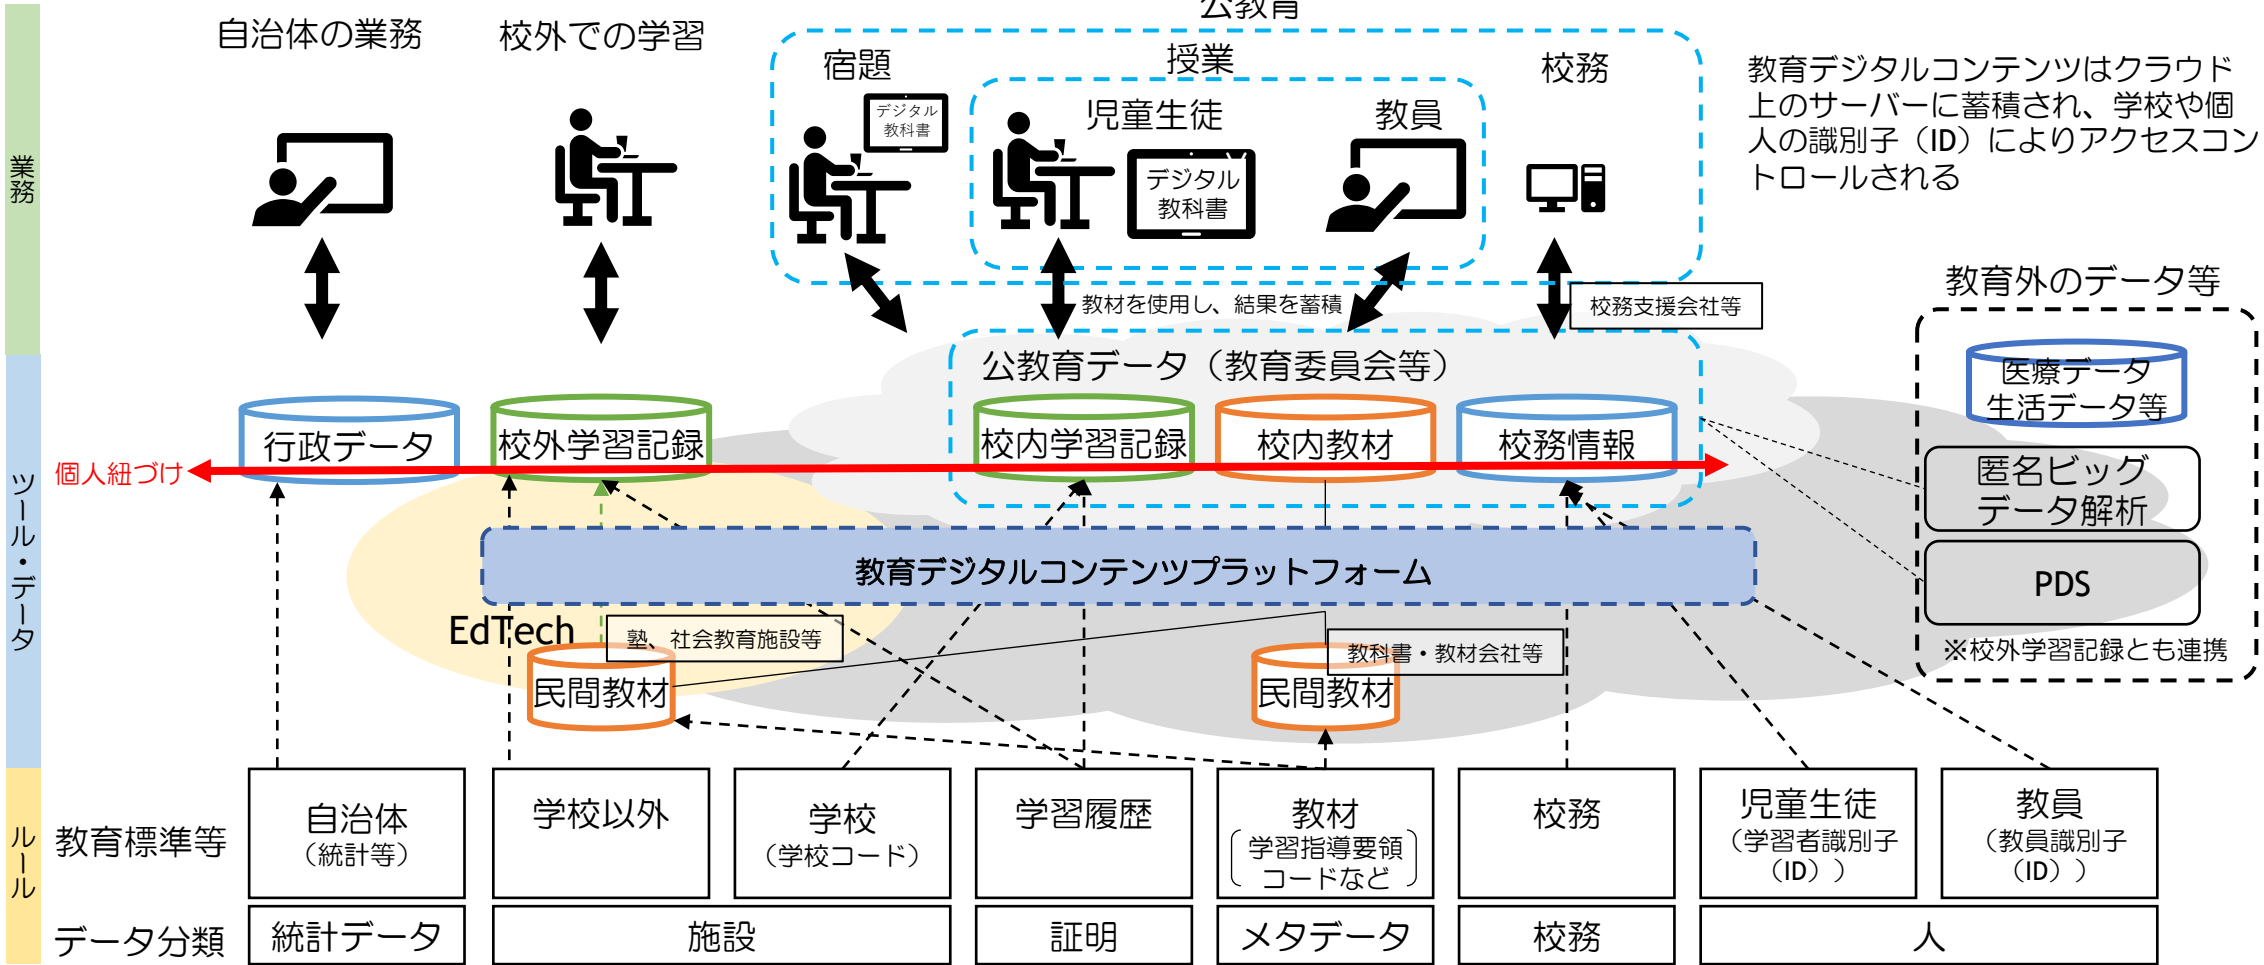 公教育
自治体の業務
校外での学習
宿題
授業
校務
デジタル
教科書
児童生徒
教員
デジタル
教科書
教育デジタルコンテンツはクラウド
上のサーバーに蓄積され、学校や個
人の識別子（ID）によりアクセスコン
トロールされる
業務
教材を使用し、結果を蓄積
校務支援会社等
教育外のデータ等
公教育データ（教育委員会等）
医療データ
生活データ等
行政データ
校外学習記録
校内学習記録
校内教材
校務情報
個人紐づけ
匿名ビッグ
データ解析
ツール・データ
教育デジタルコンテンツプラットフォーム
PDS
EdTech
塾、社会教育施設等
教科書・教材会社等
※校外学習記録とも連携
民間教材
民間教材
ルール
教育標準等
自治体
（統計等）
学校以外
学校
（学校コード）
学習履歴
教材
学習指導要領
コードなど
校務
児童生徒
（学習者識別子
（ID））
教員
（教員識別子
（ID））
データ分類
統計データ
施設
証明
メタデータ
校務
人